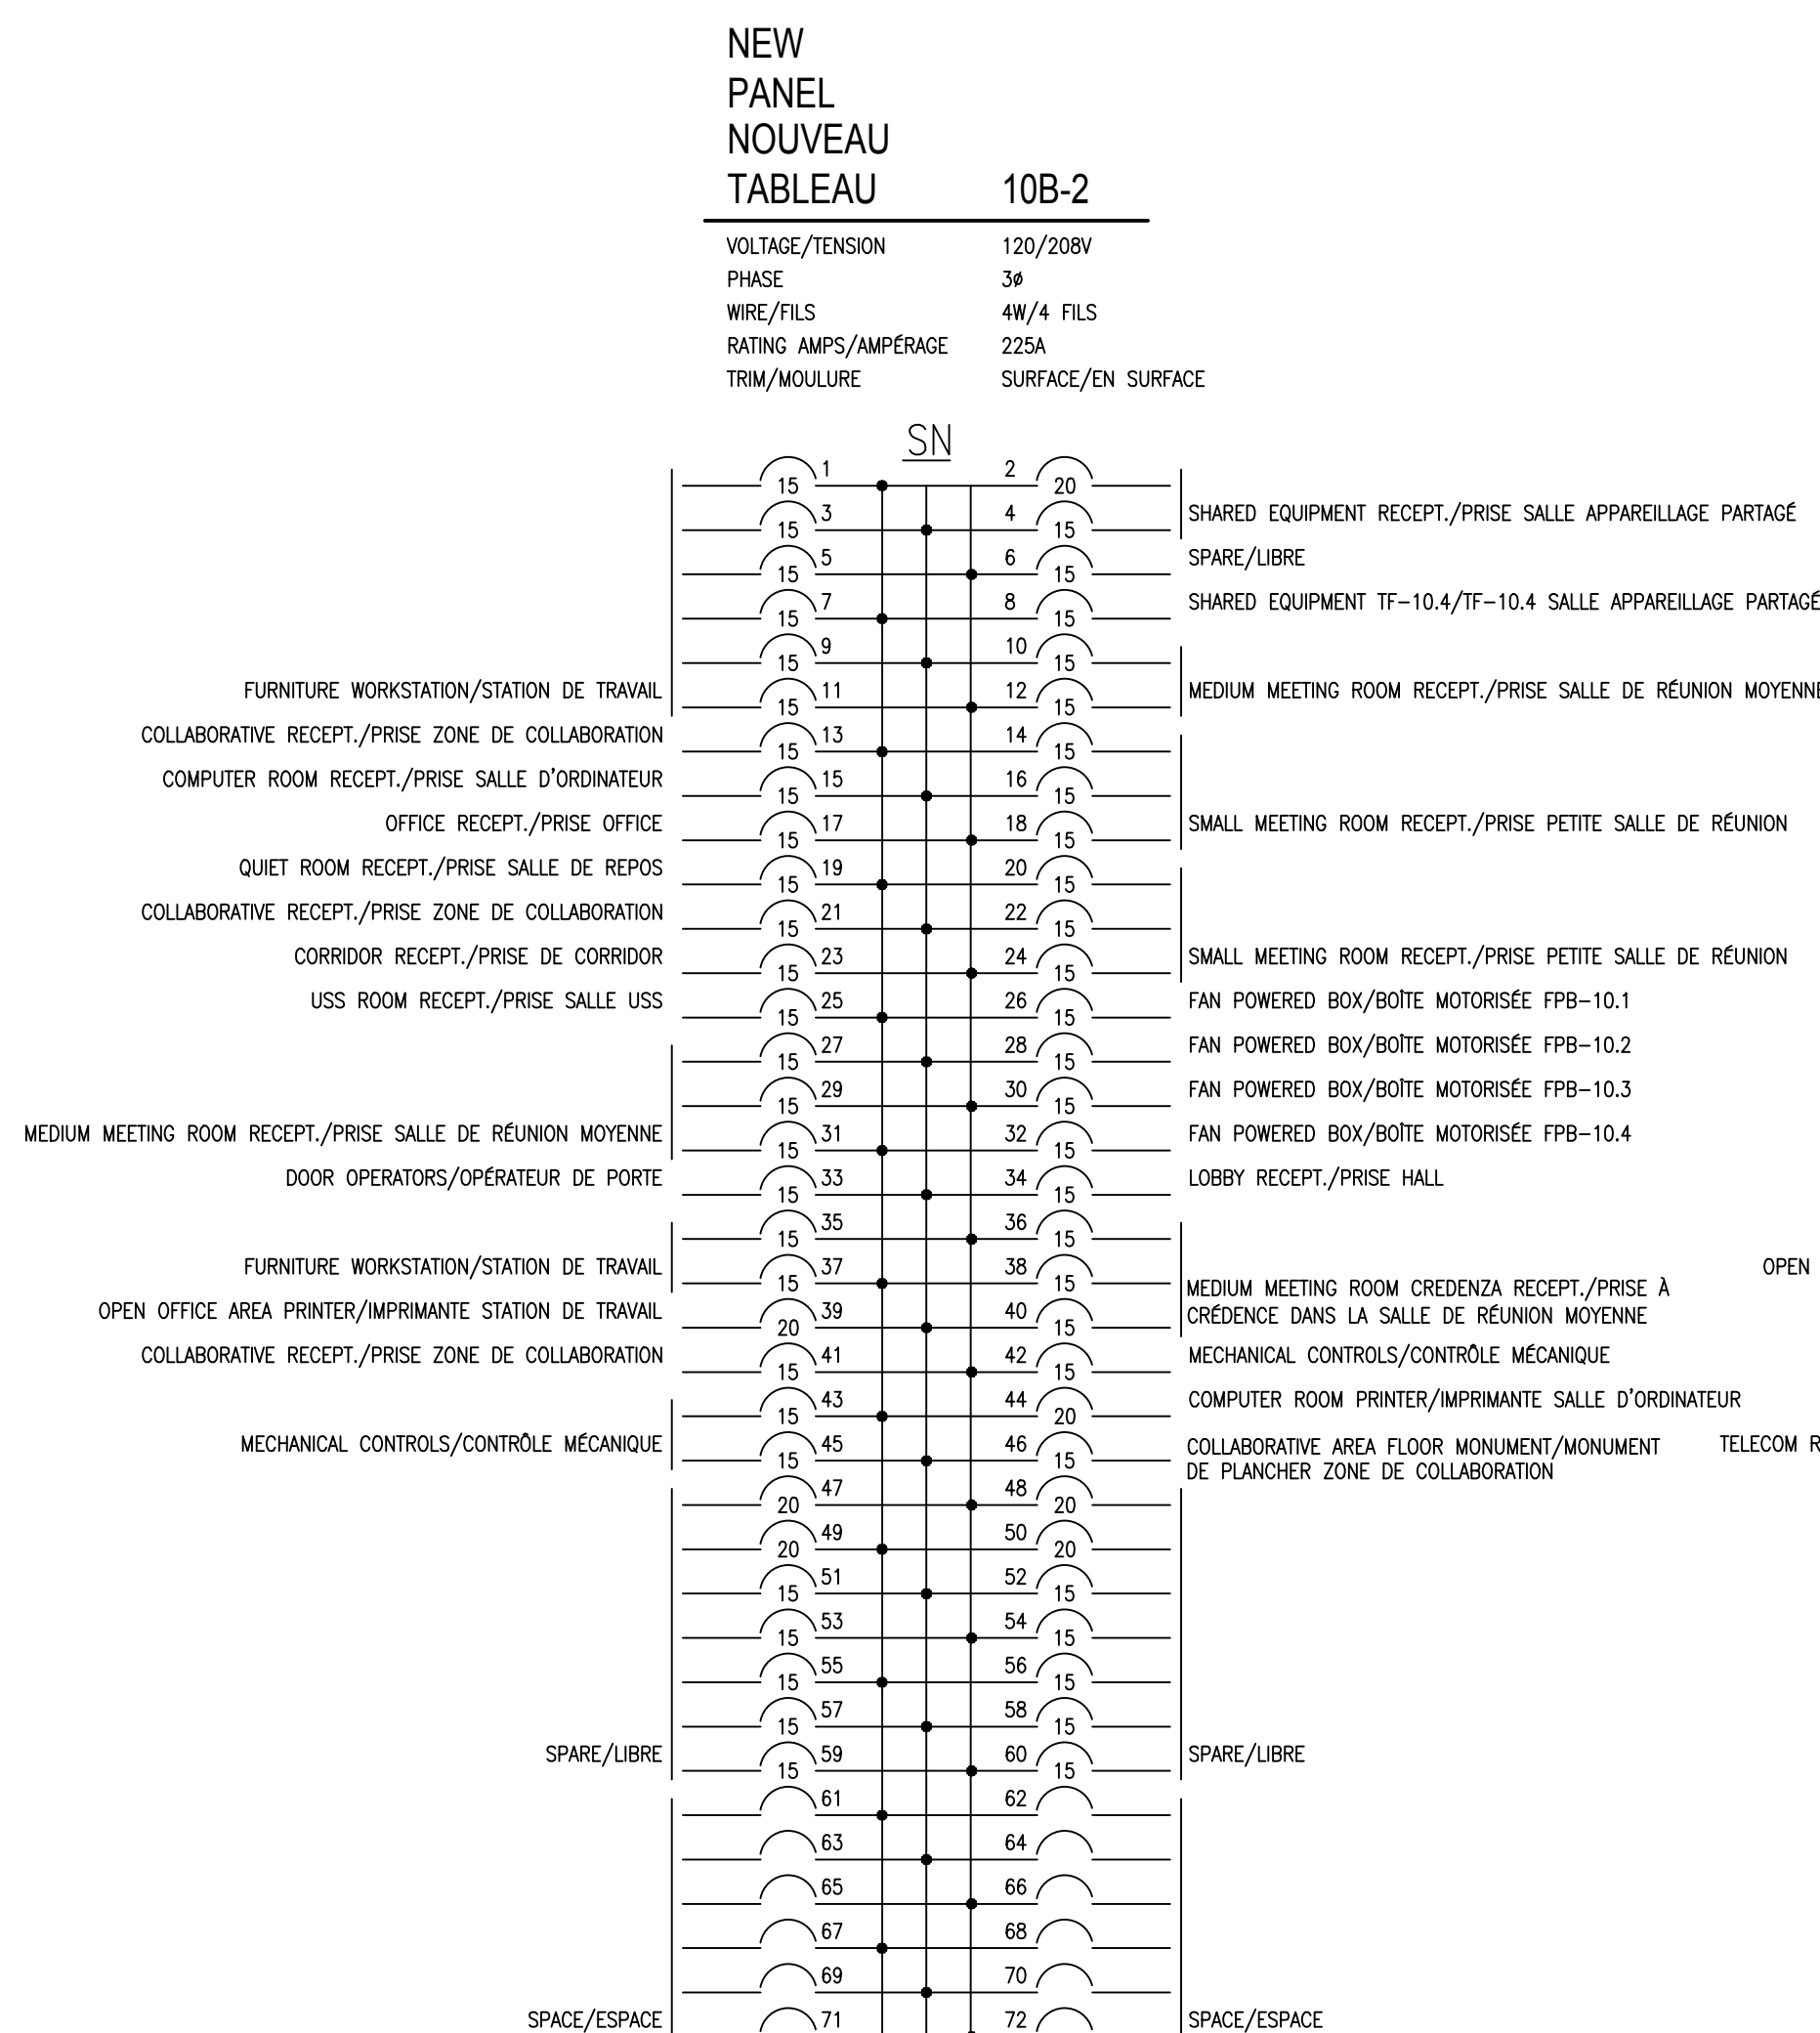 NEW
PANEL
NOUVEAU
TABLEAU 10B-2
VOLTAGE/TENSION 120/208V
PHASE 3ø
WIRE/FILS 4W/4 FILS
RATING AMPS/AMPÉRAGE 225A
TRIM/MOULURE SURFACE/EN SURFACE
SN
15 1 2 20
15 3 4 15 SHARED EQUIPMENT RECEPT./PRISE SALLE APPAREILLAGE PARTAGÉ
15 5 6 15 SPARE/LIBRE
15 7 8 15 SHARED EQUIPMENT TF-10.4/TF-10.4 SALLE APPAREILLAGE PARTAGÉ
15 9 10 15
FURNITURE WORKSTATION/STATION DE TRAVAIL 15 11 12 15 MEDIUM MEETING ROOM RECEPT./PRISE SALLE DE RÉUNION MOYENNE
COLLABORATIVE RECEPT./PRISE ZONE DE COLLABORATION 15 13 14 15
COMPUTER ROOM RECEPT./PRISE SALLE D'ORDINATEUR 15 15 16 15
OFFICE RECEPT./PRISE OFFICE 15 17 18 15 SMALL MEETING ROOM RECEPT./PRISE PETITE SALLE DE RÉUNION
QUIET ROOM RECEPT./PRISE SALLE DE REPOS 15 19 20 15
COLLABORATIVE RECEPT./PRISE ZONE DE COLLABORATION 15 21 22 15
CORRIDOR RECEPT./PRISE DE CORRIDOR 15 23 24 15 SMALL MEETING ROOM RECEPT./PRISE PETITE SALLE DE RÉUNION
USS ROOM RECEPT./PRISE SALLE USS 15 25 26 15 FAN POWERED BOX/BOÎTE MOTORISÉE FPB-10.1
15 27 28 15 FAN POWERED BOX/BOÎTE MOTORISÉE FPB-10.2
15 29 30 15 FAN POWERED BOX/BOÎTE MOTORISÉE FPB-10.3
MEDIUM MEETING ROOM RECEPT./PRISE SALLE DE RÉUNION MOYENNE 15 31 32 15 FAN POWERED BOX/BOÎTE MOTORISÉE FPB-10.4
DOOR OPERATORS/OPÉRATEUR DE PORTE 15 33 34 15 LOBBY RECEPT./PRISE HALL
15 35 36 15
FURNITURE WORKSTATION/STATION DE TRAVAIL 15 37 38 15 OPEN
MEDIUM MEETING ROOM CREDENZA RECEPT./PRISE À
OPEN OFFICE AREA PRINTER/IMPRIMANTE STATION DE TRAVAIL 20 39 40 15 CRÉDENCE DANS LA SALLE DE RÉUNION MOYENNE
COLLABORATIVE RECEPT./PRISE ZONE DE COLLABORATION 15 41 42 15 MECHANICAL CONTROLS/CONTRÔLE MÉCANIQUE
15 43 44 20 COMPUTER ROOM PRINTER/IMPRIMANTE SALLE D'ORDINATEUR
MECHANICAL CONTROLS/CONTRÔLE MÉCANIQUE 15 45 46 15 COLLABORATIVE AREA FLOOR MONUMENT/MONUMENT TELECOM
DE PLANCHER ZONE DE COLLABORATION
20 47 48 20
20 49 50 20
15 51 52 15
15 53 54 15
15 55 56 15
15 57 58 15
SPARE/LIBRE 15 59 60 15 SPARE/LIBRE
61 62
63 64
65 66
67 68
69 70
SPACE/ESPACE 71 72 SPACE/ESPACE